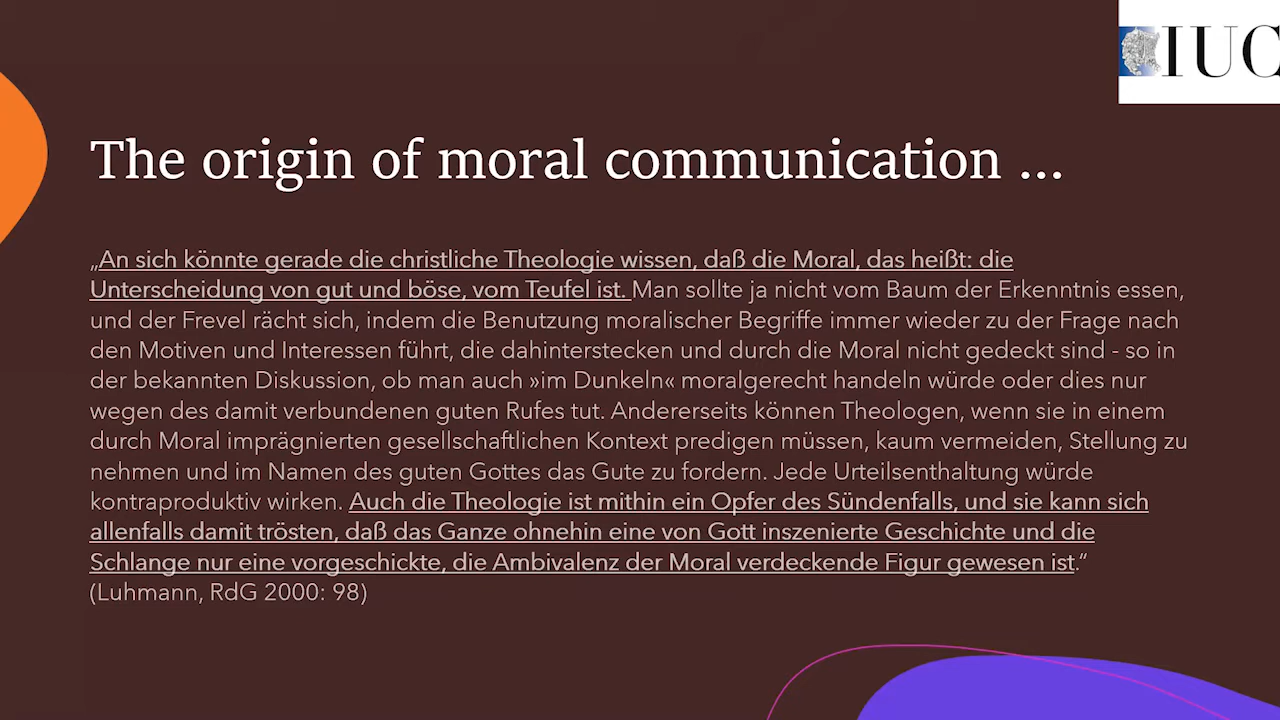 IUC
The origin of moral communication ...
„An sich könnte gerade die christliche Theologie wissen, daß die Moral, das heißt: die
Unterscheidung von gut und böse, vom Teufel ist. Man sollte ja nicht vom Baum der Erkenntnis essen,
und der Frevel rächt sich, indem die Benutzung moralischer Begriffe immer wieder zu der Frage nach
den Motiven und Interessen führt, die dahinterstecken und durch die Moral nicht gedeckt sind - so in
der bekannten Diskussion, ob man auch »im Dunkeln« moralgerecht handeln würde oder dies nur
wegen des damit verbundenen guten Rufes tut. Andererseits können Theologen, wenn sie in einem
durch Moral imprägnierten gesellschaftlichen Kontext predigen müssen, kaum vermeiden, Stellung zu
nehmen und im Namen des guten Gottes das Gute zu fordern. Jede Urteilsenthaltung würde
kontraproduktiv wirken. Auch die Theologie ist mithin ein Opfer des Sündenfalls, und sie kann sich
allenfalls damit trösten, daß das Ganze ohnehin eine von Gott inszenierte Geschichte und die
Schlange nur eine vorgeschickte, die Ambivalenz der Moral verdeckende Figur gewesen ist.“
(Luhmann, RdG 2000: 98)